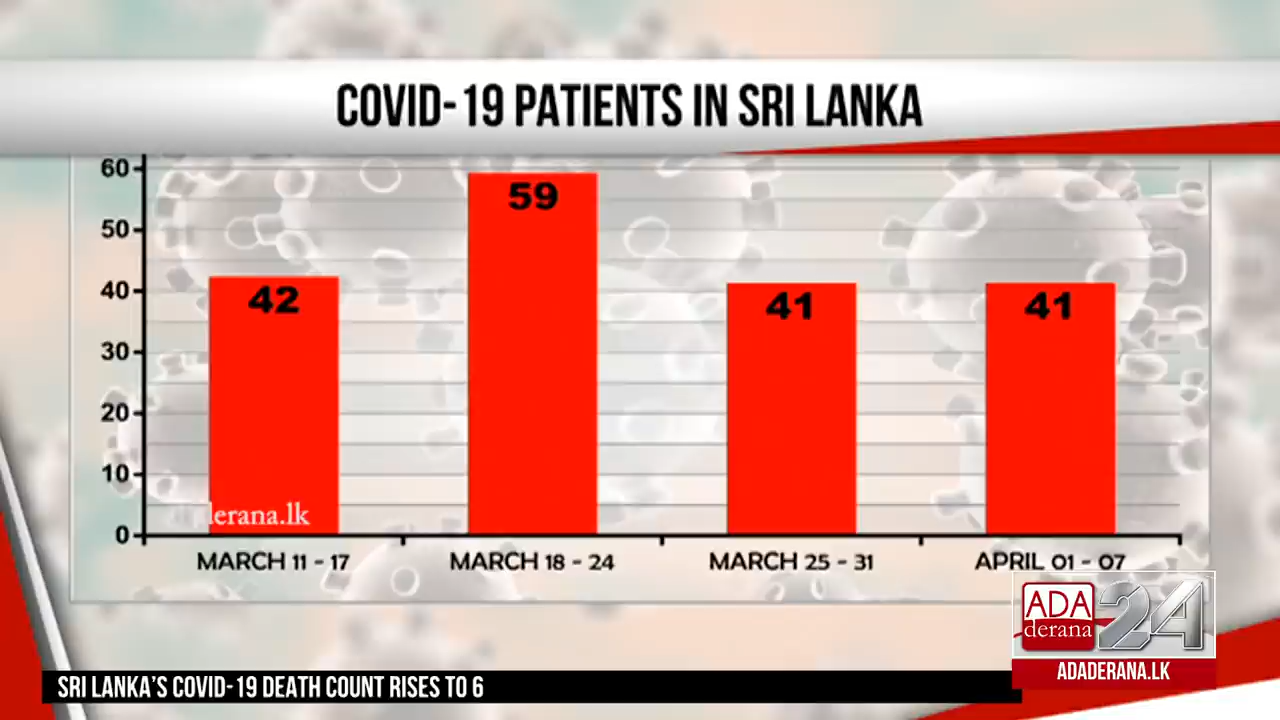 COVID-19 PATIENTS IN SRI LANKA
60
50
40
30
20
10
0
42
59
41
41
MARCH 11 - 17
MARCH 18 - 24
MARCH 25 - 31
APRIL 01 - 07
derana.lk
ADA
derana
24
ADADERANA.LK
SRI LANKA'S COVID-19 DEATH COUNT RISES TO 6